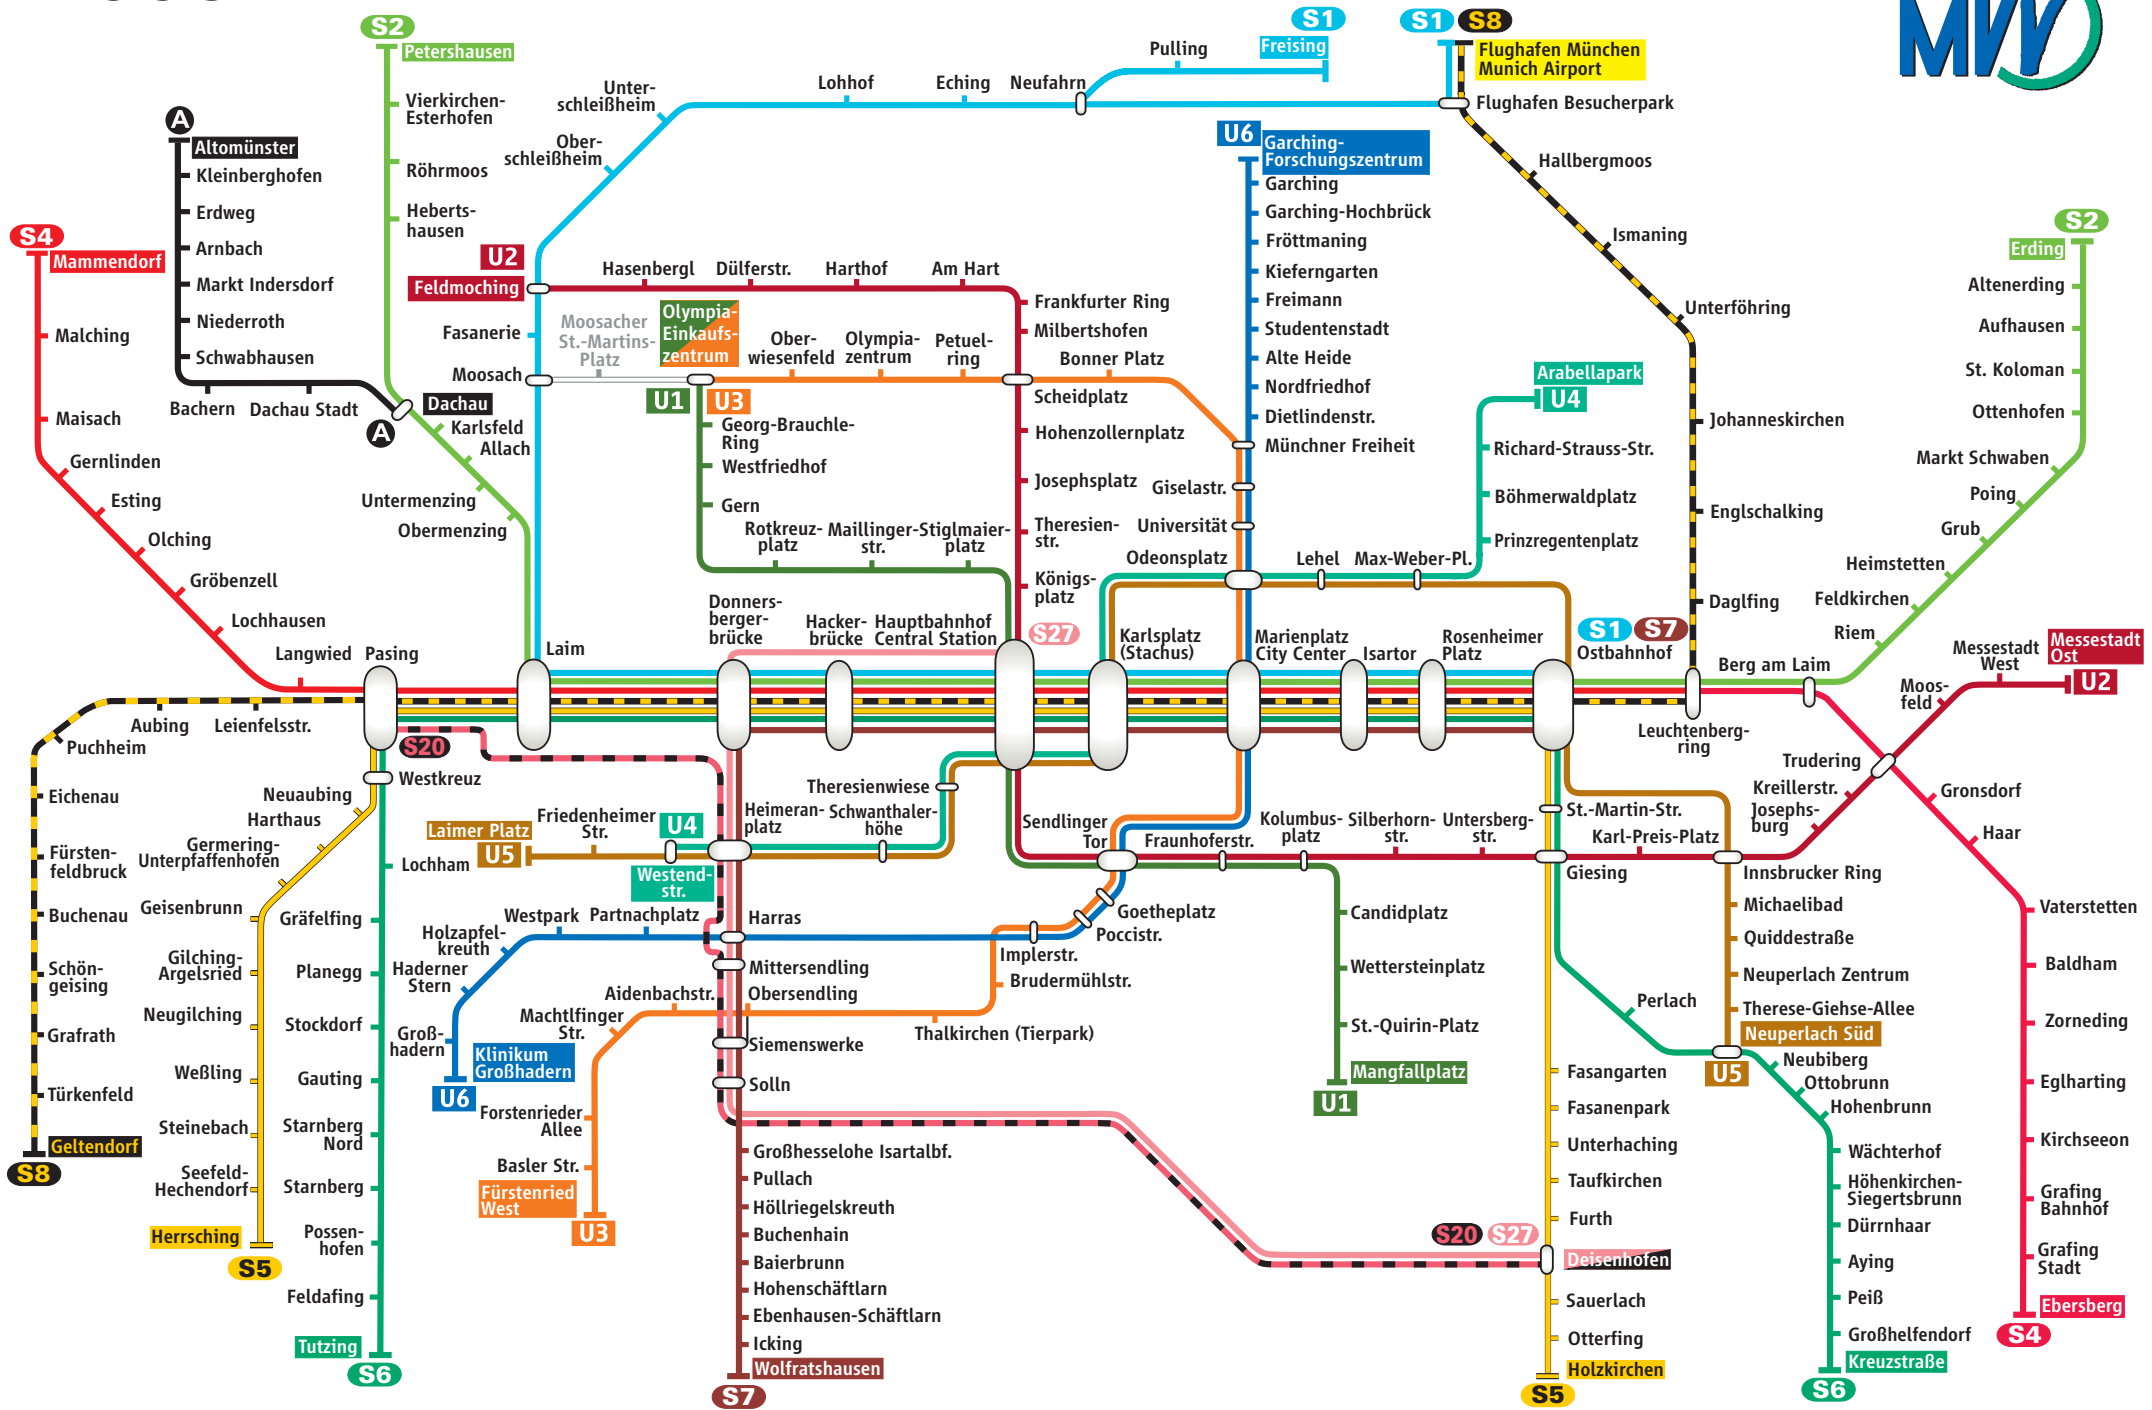 S2
Petershausen
Vierkirchen-
Esterhofen
Röhrmoos
Heberts-
hausen
A
Altomünster
Kleinberghofen
Erdweg
Arnbach
Markt Indersdorf
Niederroth
Schwabhausen
Bachern
Dachau Stadt
A
Dachau
Karlsfeld
Allach
Untermenzing
Obermenzing
S4
Mammendorf
Malching
Maisach
Gernlinden
Esting
Olching
Gröbenzell
Lochhausen
Langwied
Pasing
S1
Freising
Pulling
Neufahrn
Eching
Lohhof
Unter-
schleißheim
Ober-
schleißheim
S1
S8
Flughafen München
Munich Airport
Flughafen Besucherpark
MVV
Hallbergmoos
Ismaning
Unterföhring
Johanneskirchen
Englschalking
Daglfing
U2
Feldmoching
Hasenbergl
Dülferstr.
Harthof
Am Hart
Frankfurter Ring
Milbertshofen
Scheidplatz
Hohenzollernplatz
Josephsplatz
Theresien-
str.
Königs-
platz
Fasanerie
Moosach
Moosacher
St.-Martins-
Platz
Olympia-
Einkaufs-
zentrum
U1
U3
Ober-
wiesenfeld
Olympia-
zentrum
Petuel-
ring
Bonner Platz
Georg-Brauchle-
Ring
Westfriedhof
Gern
Rotkreuz-
platz
Maillinger-
str.
Stiglmaier-
platz
U6
Garching-
Forschungszentrum
Garching
Garching-Hochbrück
Fröttmaning
Kieferngarten
Freimann
Studentenstadt
Alte Heide
Nordfriedhof
Dietlindenstr.
Münchner Freiheit
Giselastr.
Universität
Odeonsplatz
Lehel
Max-Weber-Pl.
Arabellapark
U4
Richard-Strauss-Str.
Böhmerwaldplatz
Prinzregentenplatz
S2
Erding
Altenerding
Aufhausen
St. Koloman
Ottenhofen
Markt Schwaben
Poing
Grub
Heimstetten
Feldkirchen
Riem
Berg am Laim
Laim
Donners-
berger-
brücke
Hacker-
brücke
Hauptbahnhof
Central Station
S27
Karlsplatz
(Stachus)
Marienplatz
City Center
Isartor
Rosenheimer
Platz
S1
S7
Ostbahnhof
Leuchtenberg-
ring
Messestadt
West
Messestadt
Ost
U2
Moos-
feld
Trudering
Kreillerstr.
Josephs-
burg
Gronsdorf
Haar
Vaterstetten
Baldham
Zorneding
Eglharting
Kirchseeon
Grafing
Bahnhof
Grafing
Stadt
Ebersberg
S4
Aubing
Leienfelsstr.
Puchheim
Eichenau
Fürsten-
feldbruck
Buchenau
Schön-
geising
Grafrath
Türkenfeld
Geltendorf
S8
S20
Westkreuz
Neuaubing
Harthaus
Germering-
Unterpfaffenhofen
Geisenbrunn
Gilching-
Argelsried
Neugilching
Weßling
Steinebach
Seefeld-
Hechendorf
Herrsching
S5
Lochham
Gräfelfing
Planegg
Stockdorf
Gauting
Starnberg
Nord
Starnberg
Possen-
hofen
Feldafing
Tutzing
S6
Laimer Platz
U5
Friedenheimer
Str.
U4
Westend-
str.
Heimeran-
platz
Schwanthaler-
höhe
Theresienwiese
Sendlinger
Tor
Fraunhoferstr.
Kolumbus-
platz
Silberhorn-
str.
Untersberg-
str.
Giesing
St.-Martin-Str.
Karl-Preis-Platz
Innsbrucker Ring
Michaelibad
Quiddestraße
Neuperlach Zentrum
Therese-Giehse-Allee
Neuperlach Süd
U5
Candidplatz
Wettersteinplatz
St.-Quirin-Platz
Mangfallplatz
U1
Goetheplatz
Poccistr.
Implerstr.
Brudermühlstr.
Thalkirchen (Tierpark)
Obersendling
Aidenbachstr.
Machtlfinger
Str.
Forstenrieder
Allee
Basler Str.
Fürstenried
West
U3
Harras
Partnachplatz
Westpark
Holzapfel-
kreuth
Haderner
Stern
Groß-
hadern
Klinikum
Großhadern
U6
Mittersendling
Siemenswerke
Solln
Großhesselohe Isartalbf.
Pullach
Höllriegelskreuth
Buchenhain
Baierbrunn
Hohenschäftlarn
Ebenhausen-Schäftlarn
Icking
Wolfratshausen
S7
Perlach
Neubiberg
Ottobrunn
Hohenbrunn
Wächterhof
Höhenkirchen-
Siegertsbrunn
Dürrnhaar
Aying
Peiß
Großhelfendorf
Kreuzstraße
S6
Fasangarten
Fasanenpark
Unterhaching
Taufkirchen
Furth
S20
S27
Deisenhofen
Sauerlach
Otterfing
Holzkirchen
S5